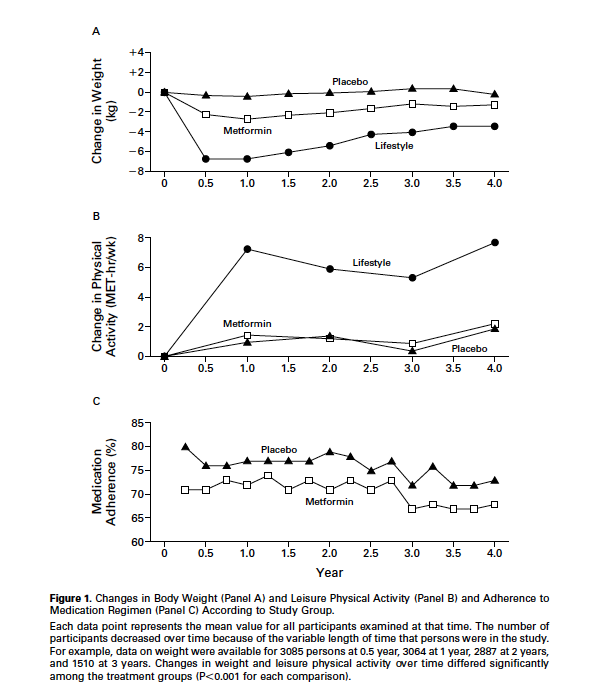 A
Change in Weight
(kg)
+4
+2
0
−2
−4
−6
−8
Placebo
Metformin
Lifestyle
0 0.5 1.0 1.5 2.0 2.5 3.0 3.5 4.0
B
Change in Physical
Activity (MET-hr/wk)
8
6
4
2
0
Lifestyle
Metformin
Placebo
0 0.5 1.0 1.5 2.0 2.5 3.0 3.5 4.0
C
Medication
Adherence (%)
85
80
75
70
65
60
Placebo
Metformin
0 0.5 1.0 1.5 2.0 2.5 3.0 3.5 4.0
Year
Figure 1. Changes in Body Weight (Panel A) and Leisure Physical Activity (Panel B) and Adherence to
Medication Regimen (Panel C) According to Study Group.
Each data point represents the mean value for all participants examined at that time. The number of
participants decreased over time because of the variable length of time that persons were in the study.
For example, data on weight were available for 3085 persons at 0.5 year, 3064 at 1 year, 2887 at 2 years,
and 1510 at 3 years. Changes in weight and leisure physical activity over time differed significantly
among the treatment groups (P<0.001 for each comparison).